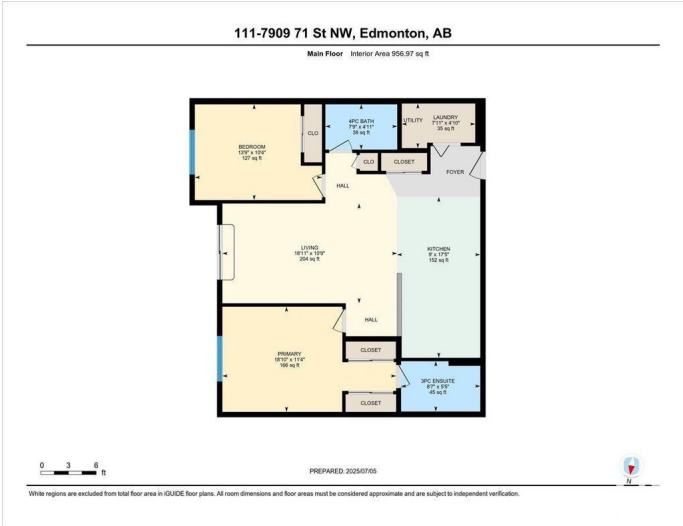 111-7909 71 St NW, Edmonton, AB
Main Floor Interior Area 956.97 sq ft
4PC BATH
7'9" x 4'11"
38 sq ft
UTILITY
LAUNDRY
7'11" x 4'10"
35 sq ft
BEDROOM
13'9" x 10'4"
127 sq ft
CLO
CLO
CLOSET
FOYER
HALL
LIVING
18'11" x 10'9"
204 sq ft
KITCHEN
8' x 17'5"
152 sq ft
HALL
PRIMARY
18'10" x 11'4"
166 sq ft
CLOSET
CLOSET
3PC ENSUITE
8'7" x 5'5"
45 sq ft
0 3 6
ft
PREPARED: 2025/07/05
N
White regions are excluded from total floor area in iGUIDE floor plans. All room dimensions and floor areas must be considered approximate and are subject to independent verification.